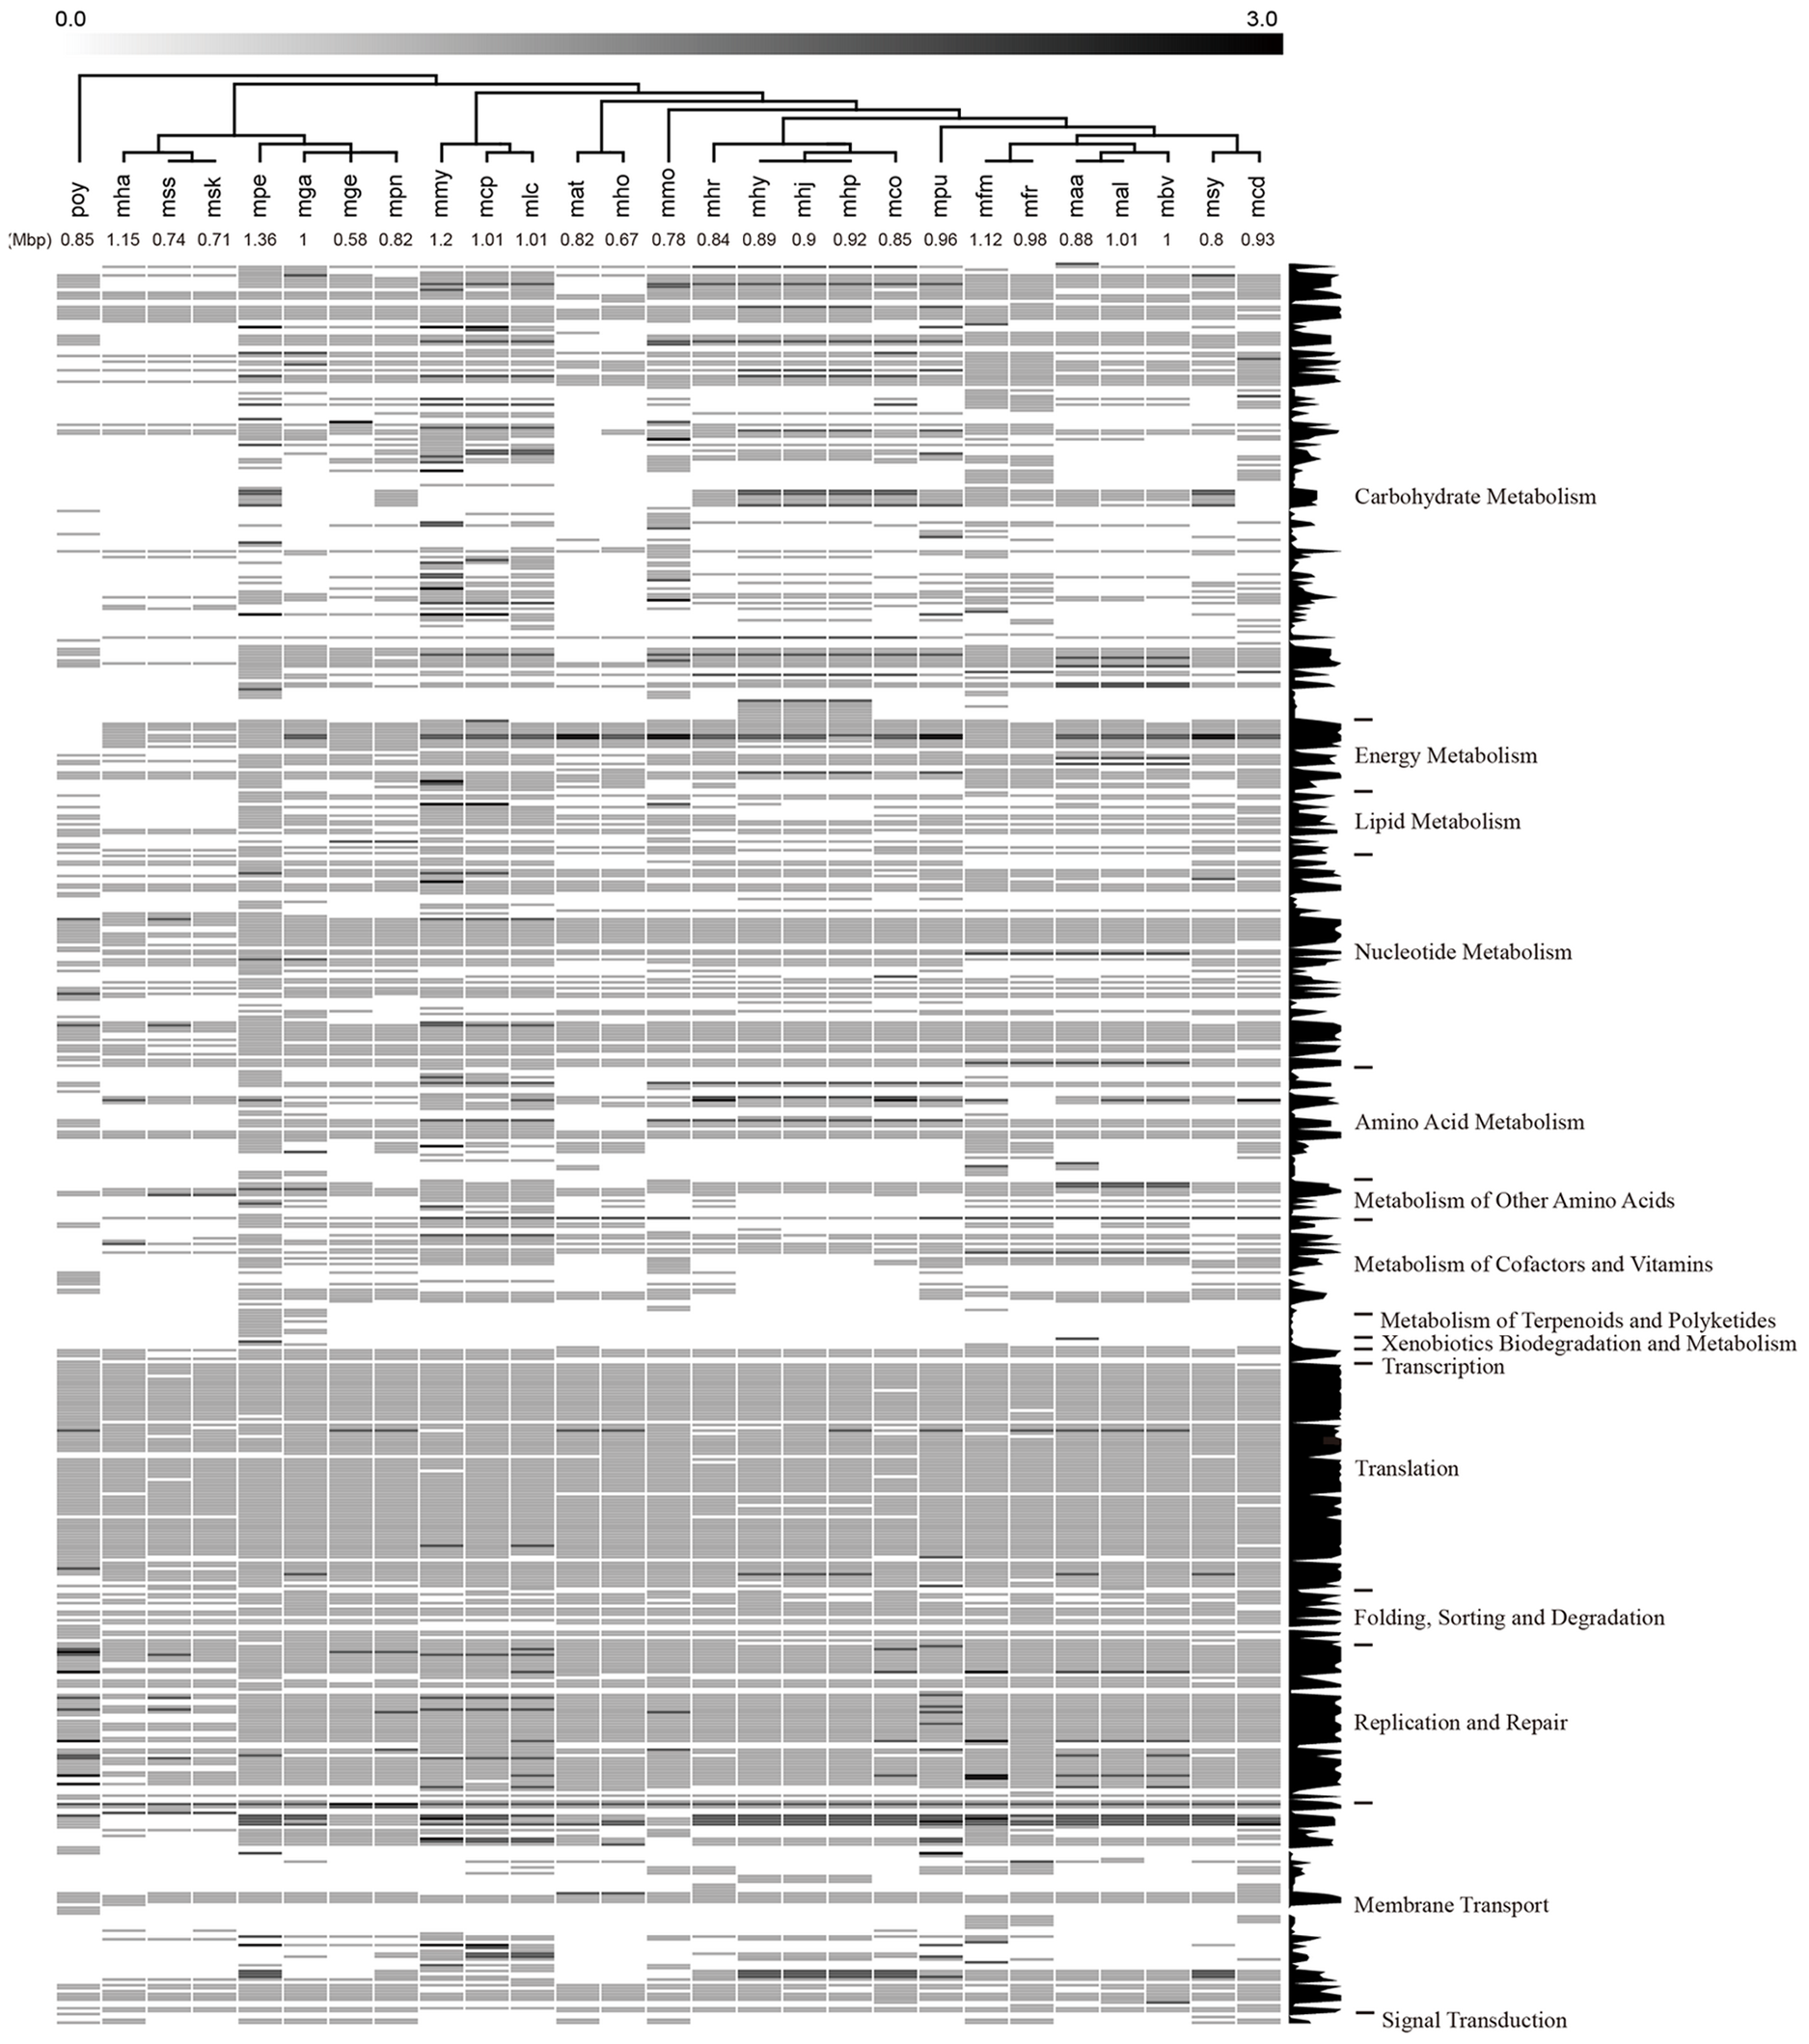 0.0 3.0
poy mha mss msk mpe mga mge mpn mmy mcp mlc mat mho mmo mhr mhy mhj mhp mco mpu mfm mfr maa mal mbv msy mcd
(Mbp) 0.85 1.15 0.74 0.71 1.36 1 0.58 0.82 1.2 1.01 1.01 0.82 0.67 0.78 0.84 0.89 0.9 0.92 0.85 0.96 1.12 0.98 0.88 1.01 1 0.8 0.93
Carbohydrate Metabolism
Energy Metabolism
Lipid Metabolism
Nucleotide Metabolism
Amino Acid Metabolism
Metabolism of Other Amino Acids
Metabolism of Cofactors and Vitamins
Metabolism of Terpenoids and Polyketides
Xenobiotics Biodegradation and Metabolism
Transcription
Translation
Folding, Sorting and Degradation
Replication and Repair
Membrane Transport
Signal Transduction